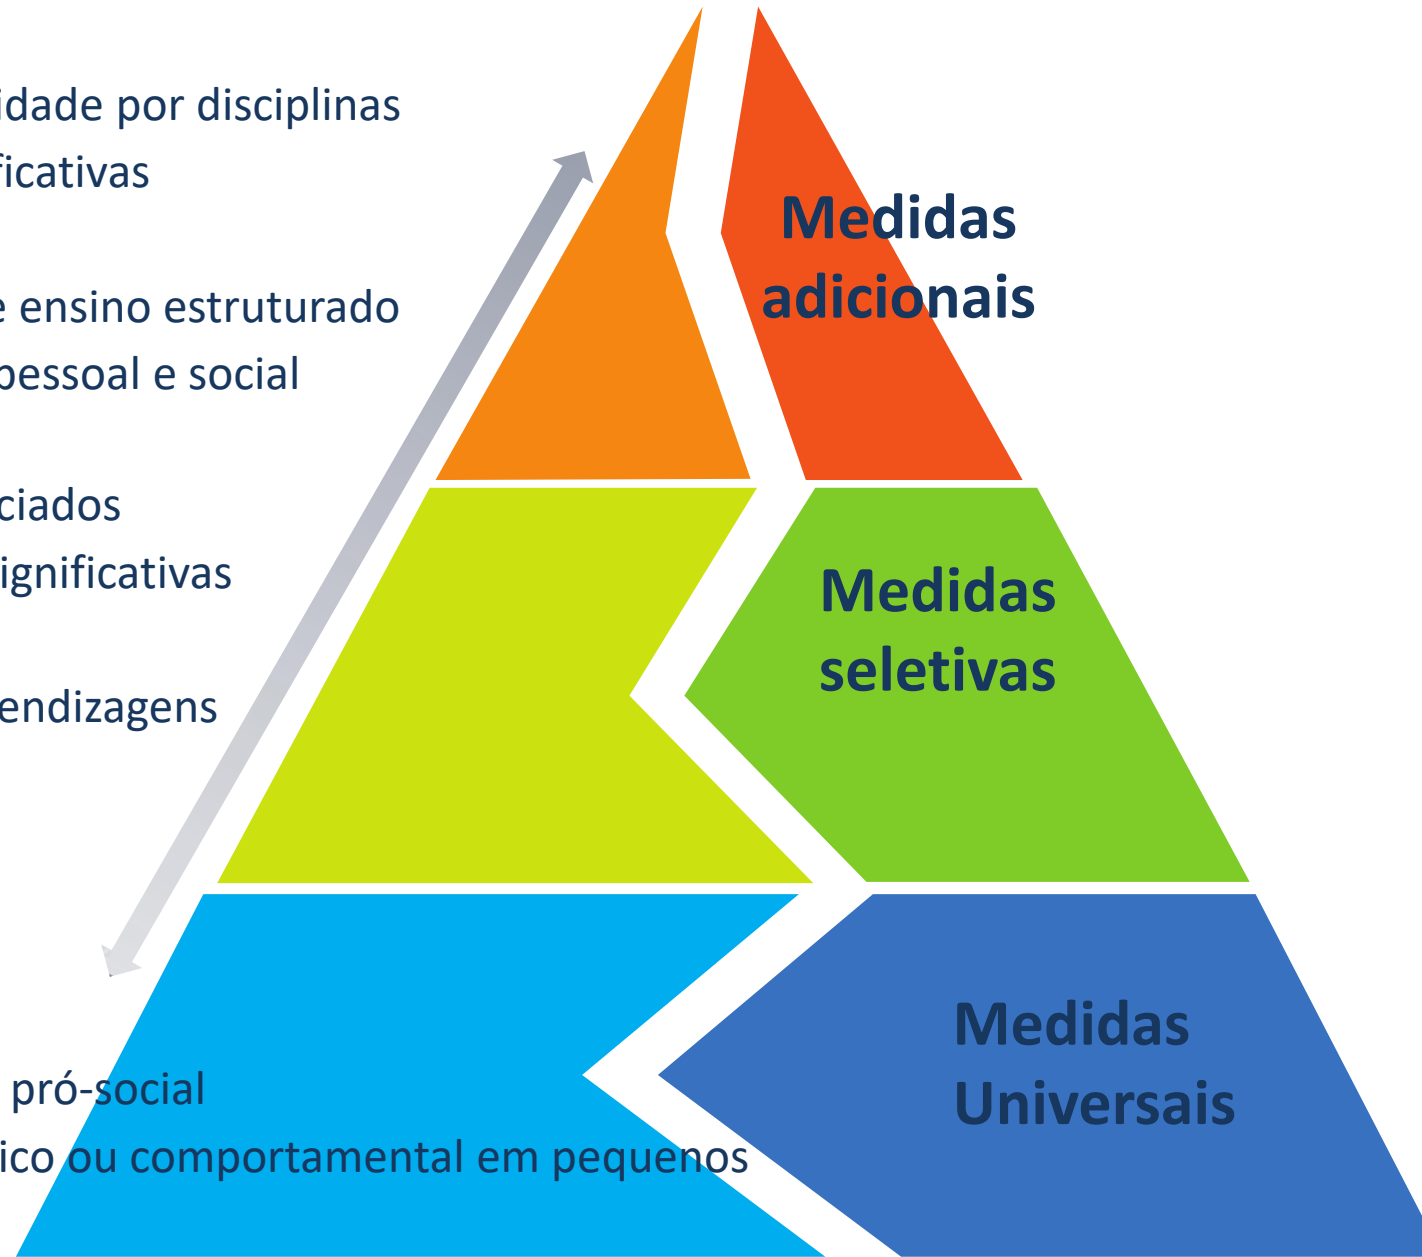 idade por disciplinas
ficativas
e ensino estruturado
pessoal e social
ciados
ignificativas
endizagens
pró-social
ico ou comportamental em pequenos
Medidas
adicionais
Medidas
seletivas
Medidas
Universais